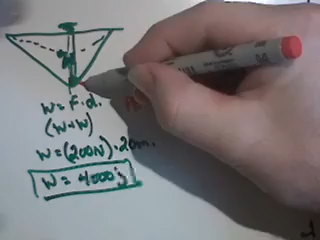 W = F · d.
(W+W)
W = (200N) · 20m.
W = 4000j